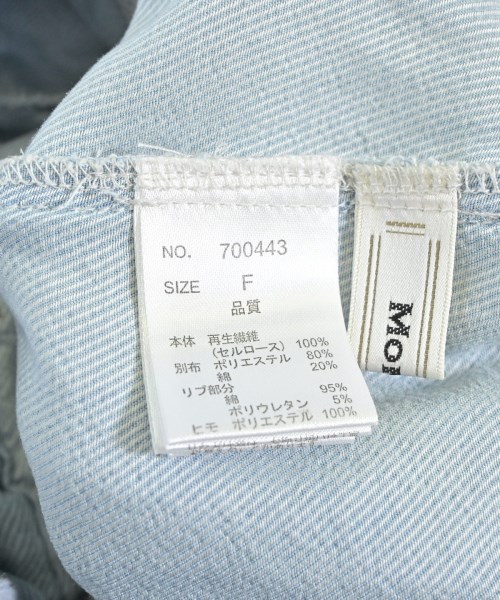 NO. 700443
SIZE F
品質
本体 再生繊維
(セルロース) 100%
別布 ポリエステル 80%
綿 20%
リブ部分
綿 95%
ポリウレタン 5%
ヒモ ポリエステル 100%